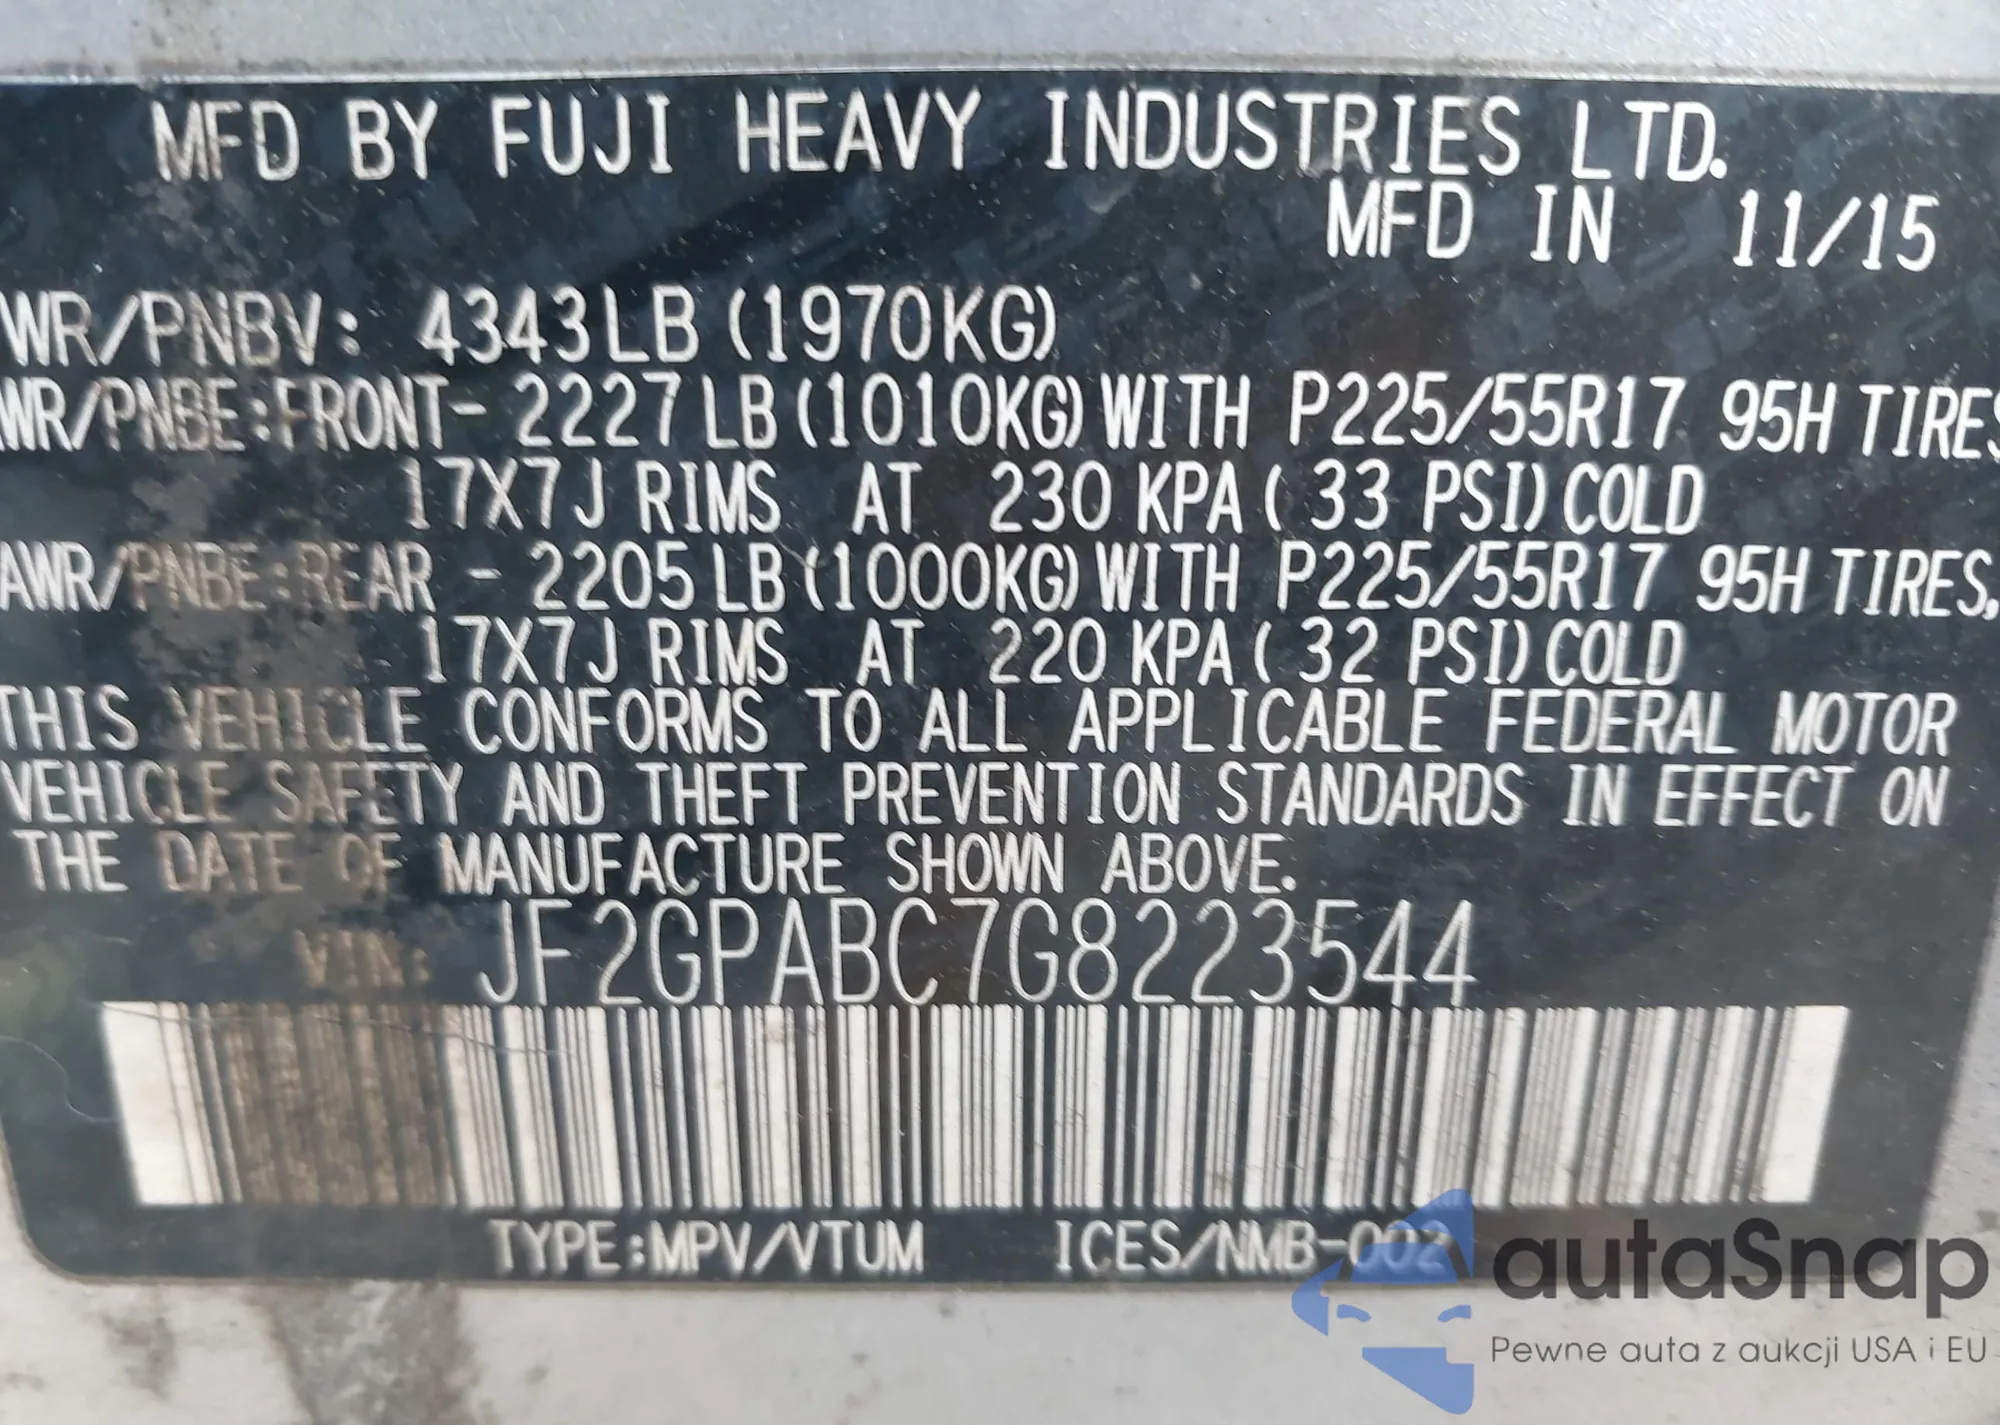 MFD BY FUJI HEAVY INDUSTRIES LTD.
MFD IN 11/15
WR/PNBV: 4343LB (1970KG)
WR/PNBE:FRONT- 2227LB (1010KG) WITH P225/55R17 95H TIRES
17X7J RIMS AT 230 KPA ( 33 PSI) COLD
AWR/PNBE:REAR - 2205LB (1000KG) WITH P225/55R17 95H TIRES,
17X7J RIMS AT 220 KPA ( 32 PSI) COLD
THIS VEHICLE CONFORMS TO ALL APPLICABLE FEDERAL MOTOR
VEHICLE SAFETY AND THEFT PREVENTION STANDARDS IN EFFECT ON
THE DATE OF MANUFACTURE SHOWN ABOVE.
VIN: JF2GPABC7G8223544
TYPE:MPV/VTUM ICES/NMB-002
autaSnap
Pewne auta z aukcji USA i EU